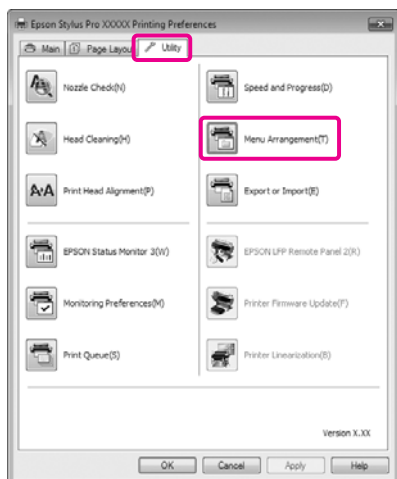 Epson Stylus Pro XXXXX Printing Preferences
Main
Page Layou
Utility
Nozzle Check(N)
Speed and Progress(D)
Head Cleaning(H)
Menu Arrangement(T)
Print Head Alignment(P)
Export or Import(E)
EPSON Status Monitor 3(W)
EPSON LFP Remote Panel 2(R)
Monitoring Preferences(M)
Printer Firmware Update(F)
Print Queue(S)
Printer Linearization(B)
Version X.XX
OK
Cancel
Apply
Help